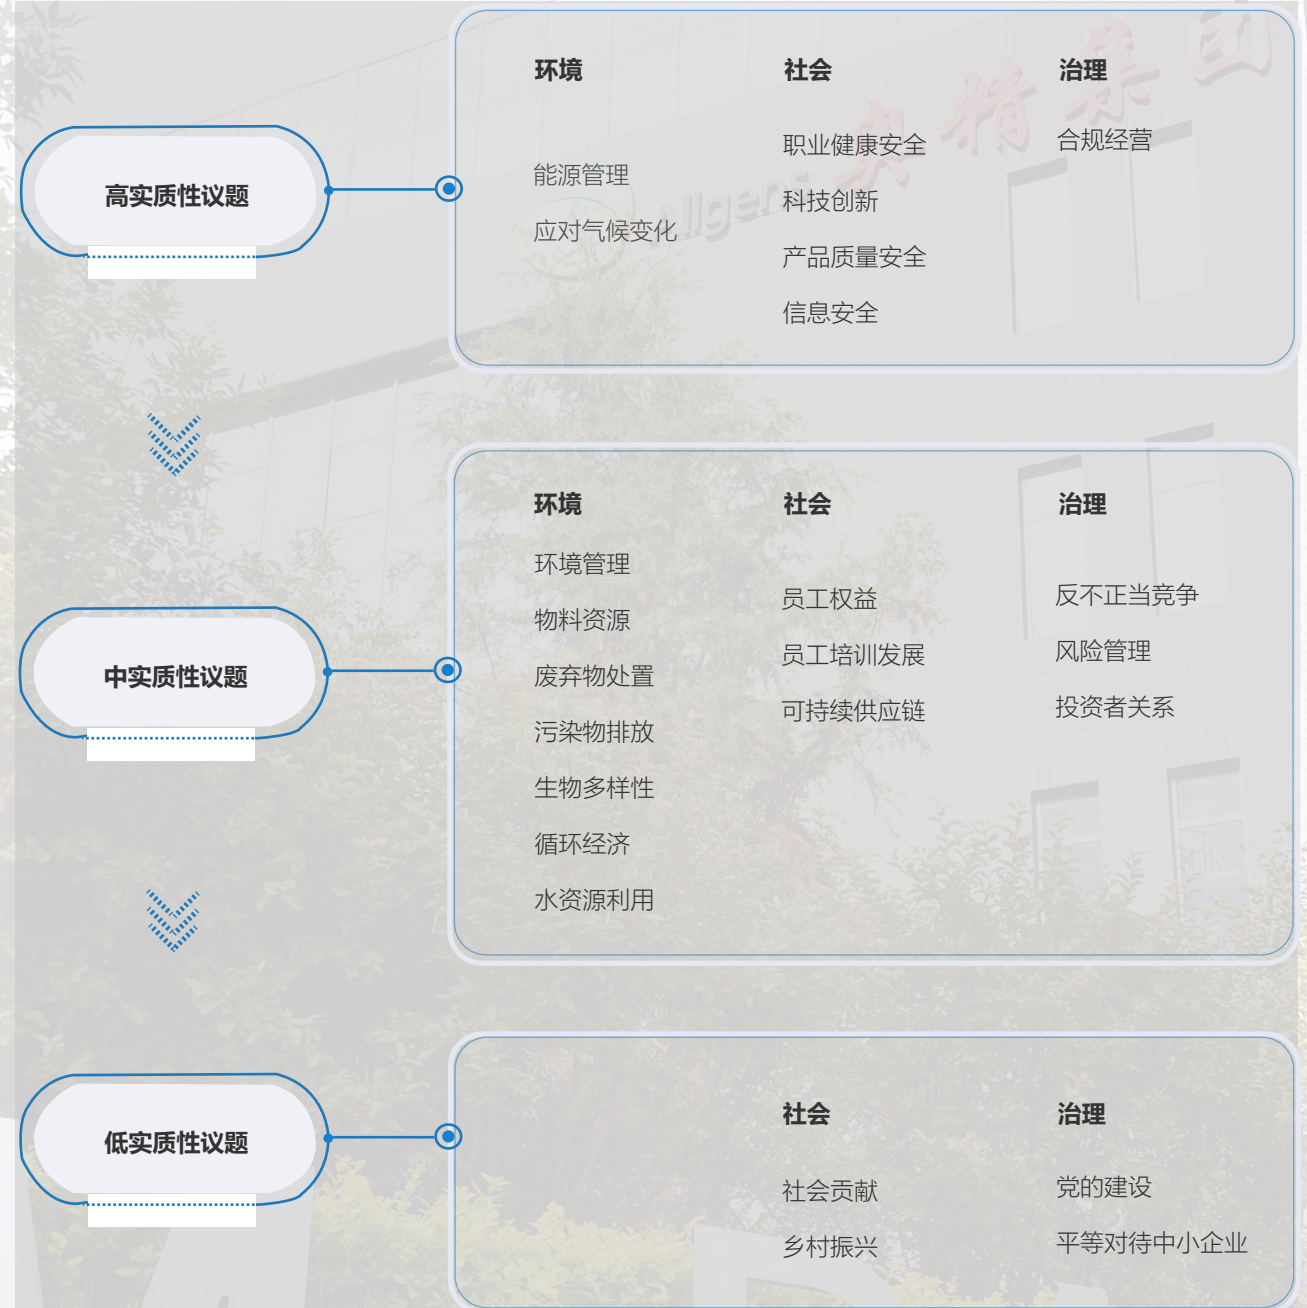 高实质性议题
环境
能源管理
应对气候变化
社会
职业健康安全
科技创新
产品质量安全
信息安全
治理
合规经营
奥精集团
Allgens
中实质性议题
环境
环境管理
物料资源
废弃物处置
污染物排放
生物多样性
循环经济
水资源利用
社会
员工权益
员工培训发展
可持续供应链
治理
反不正当竞争
风险管理
投资者关系
低实质性议题
社会
社会贡献
乡村振兴
治理
党的建设
平等对待中小企业